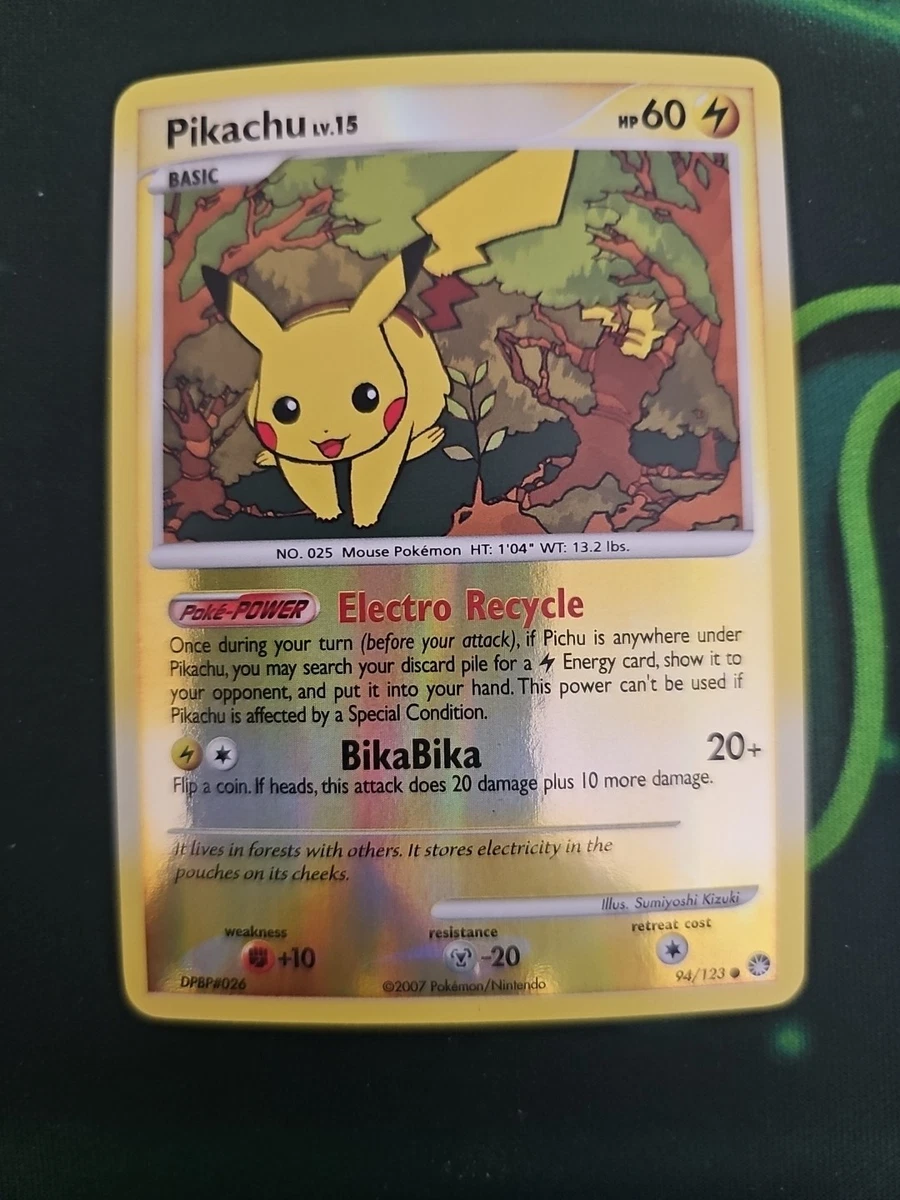 Pikachu LV.15
HP 60
BASIC
NO. 025 Mouse Pokémon HT: 1'04" WT: 13.2 lbs.
Poké-POWER Electro Recycle
Once during your turn (before your attack), if Pichu is anywhere under
Pikachu, you may search your discard pile for a Energy card, show it to
your opponent, and put it into your hand. This power can't be used if
Pikachu is affected by a Special Condition.
BikaBika 20+
Flip a coin. If heads, this attack does 20 damage plus 10 more damage.
It lives in forests with others. It stores electricity in the
pouches on its cheeks.
Illus. Sumiyoshi Kizuki
weakness resistance retreat cost
+10 -20
DPBP#026 ©2007 Pokémon/Nintendo 94/123